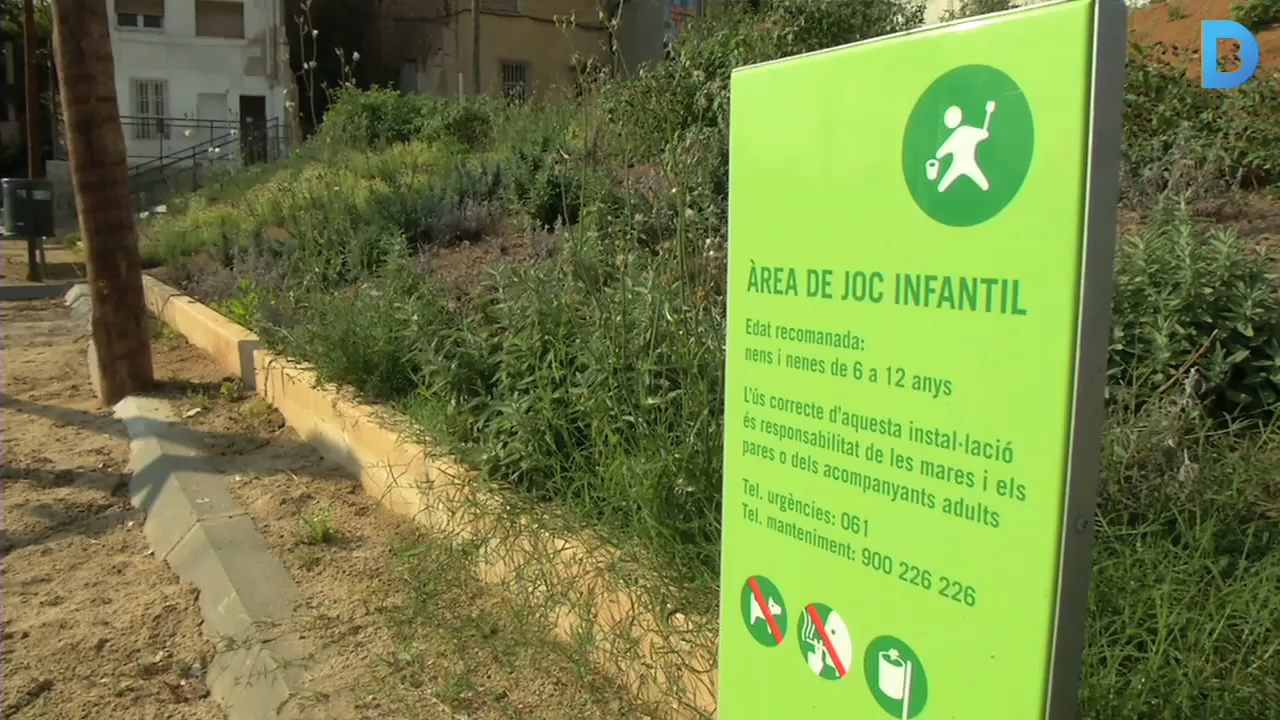 B
ÀREA DE JOC INFANTIL
Edat recomanada:
nens i nenes de 6 a 12 anys
L'ús correcte d'aquesta instal·lació
és responsabilitat de les mares i els
pares o dels acompanyants adults
Tel. urgències: 061
Tel. manteniment: 900 226 226